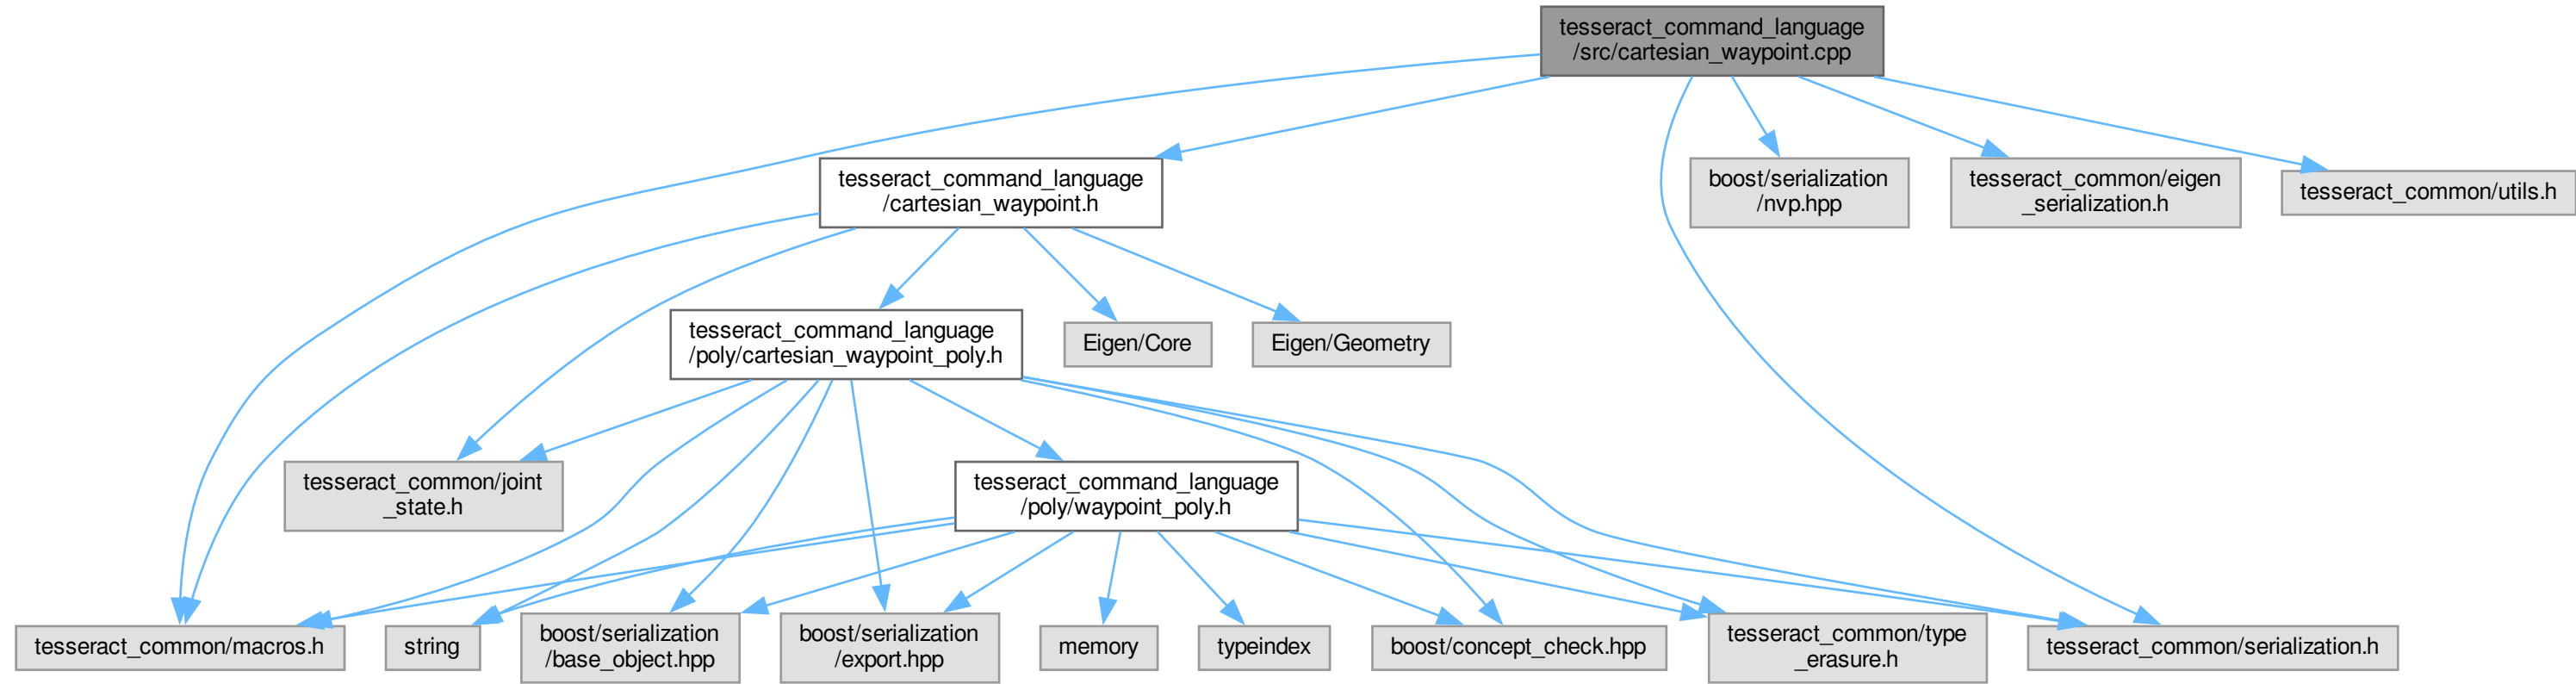 tesseract_command_language
/src/cartesian_waypoint.cpp
tesseract_command_language
/cartesian_waypoint.h
boost/serialization
/nvp.hpp
tesseract_common/eigen
_serialization.h
tesseract_common/utils.h
tesseract_command_language
/poly/cartesian_waypoint_poly.h
Eigen/Core
Eigen/Geometry
tesseract_common/joint
_state.h
tesseract_command_language
/poly/waypoint_poly.h
tesseract_common/macros.h
string
boost/serialization
/base_object.hpp
boost/serialization
/export.hpp
memory
typeindex
boost/concept_check.hpp
tesseract_common/type
_erasure.h
tesseract_common/serialization.h